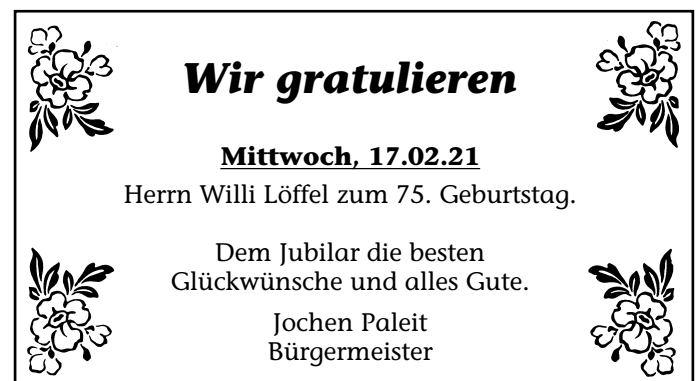 Wir gratulieren
Mittwoch, 17.02.21
Herrn Willi Löffel zum 75. Geburtstag.
Dem Jubilar die besten
Glückwünsche und alles Gute.
Jochen Paleit
Bürgermeister